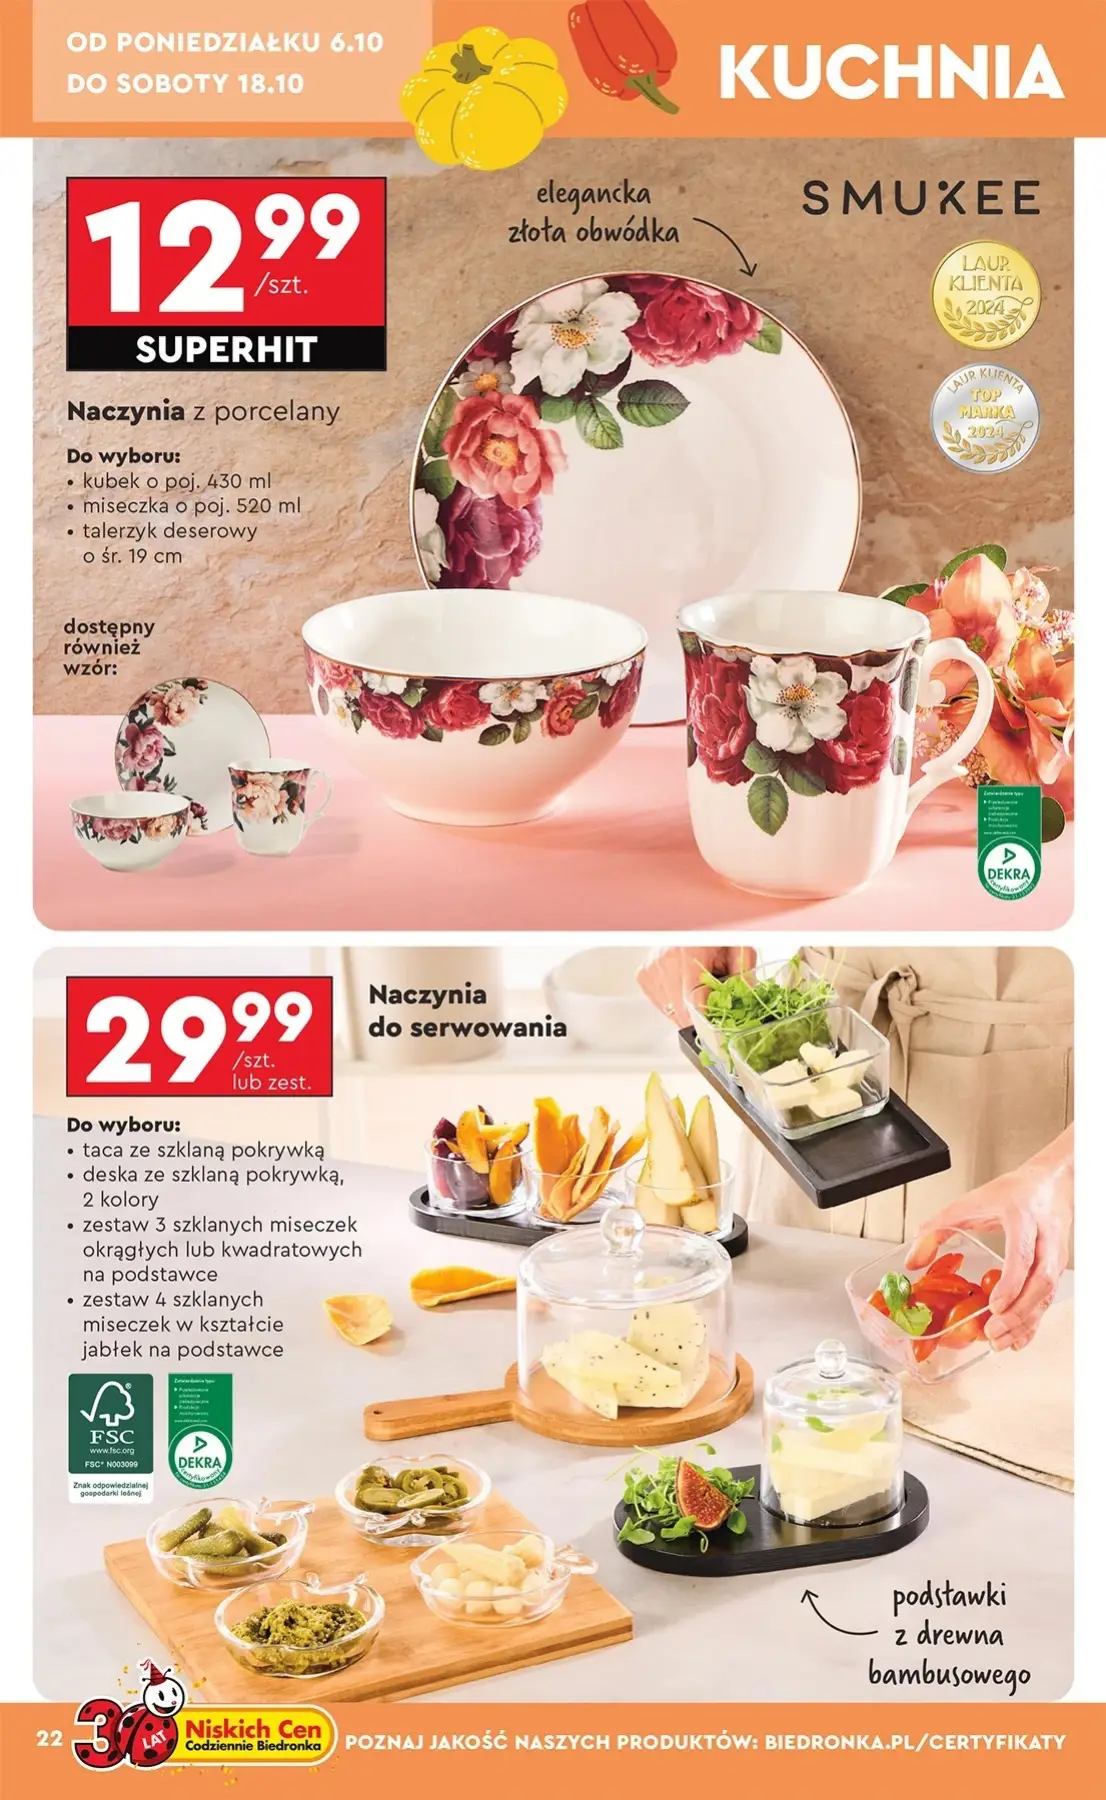 OD PONIEDZIAŁKU 6.10
DO SOBOTY 18.10
KUCHNIA
12.99
/szt.
SUPERHIT
elegancka
złota obwódka
SMUKEE
LAUR
KLIENTA
2024
LAUR KLIENTA
TOP
MARKA
2024
Naczynia z porcelany
Do wyboru:
• kubek o poj. 430 ml
• miseczka o poj. 520 ml
• talerzyk deserowy
o śr. 19 cm
dostępny
również
wzór:
DEKRA
29.99
/szt.
lub zest.
Naczynia
do serwowania
Do wyboru:
• taca ze szklaną pokrywką
• deska ze szklaną pokrywką,
2 kolory
• zestaw 3 szklanych miseczek
okrągłych lub kwadratowych
na podstawce
• zestaw 4 szklanych
miseczek w kształcie
jabłek na podstawce
FSC
www.fsc.org
FSC® N003099
Znak odpowiedzialnej
gospodarki leśnej
DEKRA
podstawki
z drewna
bambusowego
22
30
LAT
Niskich Cen
Codziennie Biedronka
POZNAJ JAKOŚĆ NASZYCH PRODUKTÓW: BIEDRONKA.PL/CERTYFIKATY